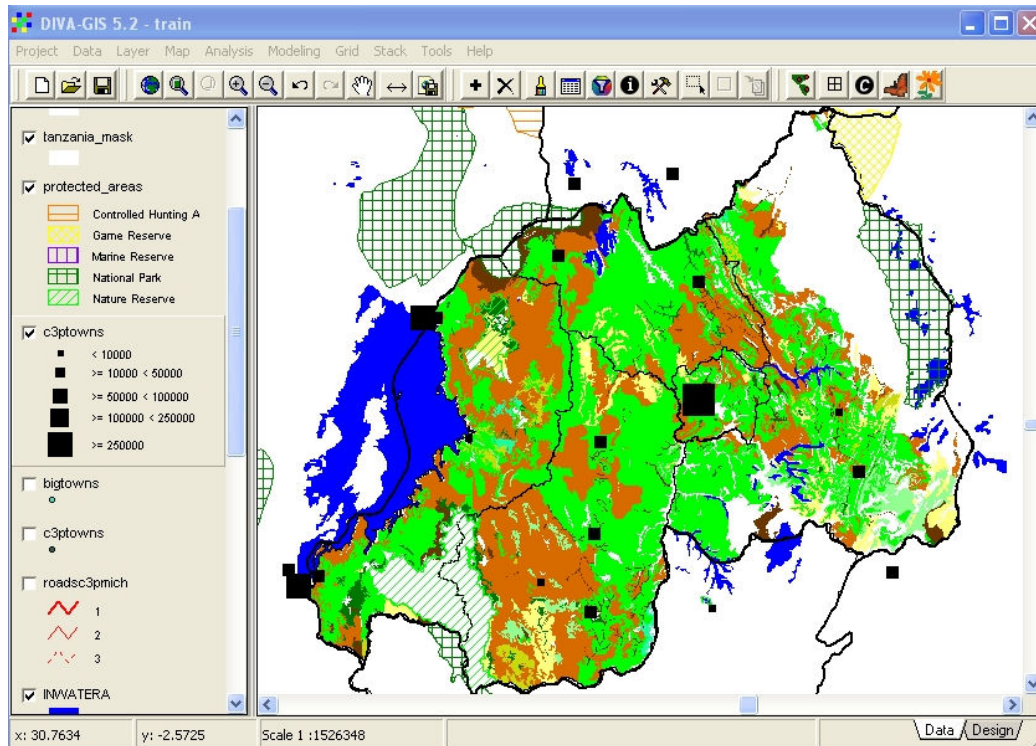 DIVA-GIS 5.2 - train
Project Data Layer Map Analysis Modeling Grid Stack Tools Help
tanzania_mask
protected_areas
Controlled Hunting A
Game Reserve
Marine Reserve
National Park
Nature Reserve
c3ptowns
< 10000
>= 10000 < 50000
>= 50000 < 100000
>= 100000 < 250000
>= 250000
bigtowns
c3ptowns
roadsc3pmich
1
2
3
INWATERA
x: 30.7634 y: -2.5725 Scale 1 :1526348 Data Design